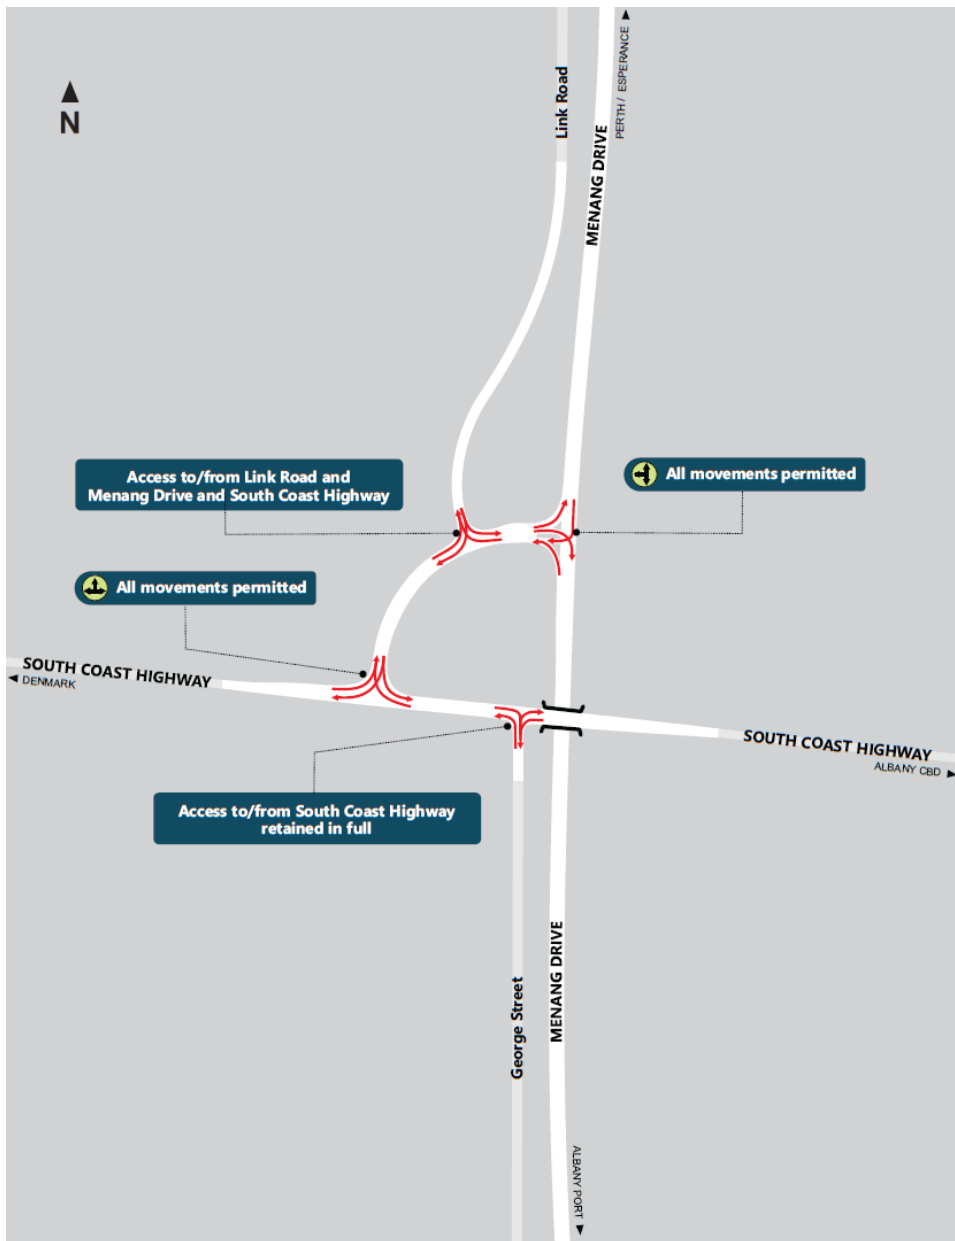 PERTH / ESPERANCE
Link Road
MENANG DRIVE
N
Access to/from Link Road and
Menang Drive and South Coast Highway
All movements permitted
All movements permitted
SOUTH COAST HIGHWAY
DENMARK
SOUTH COAST HIGHWAY
ALBANY CBD
Access to/from South Coast Highway
retained in full
MENANG DRIVE
George Street
ALBANY PORT